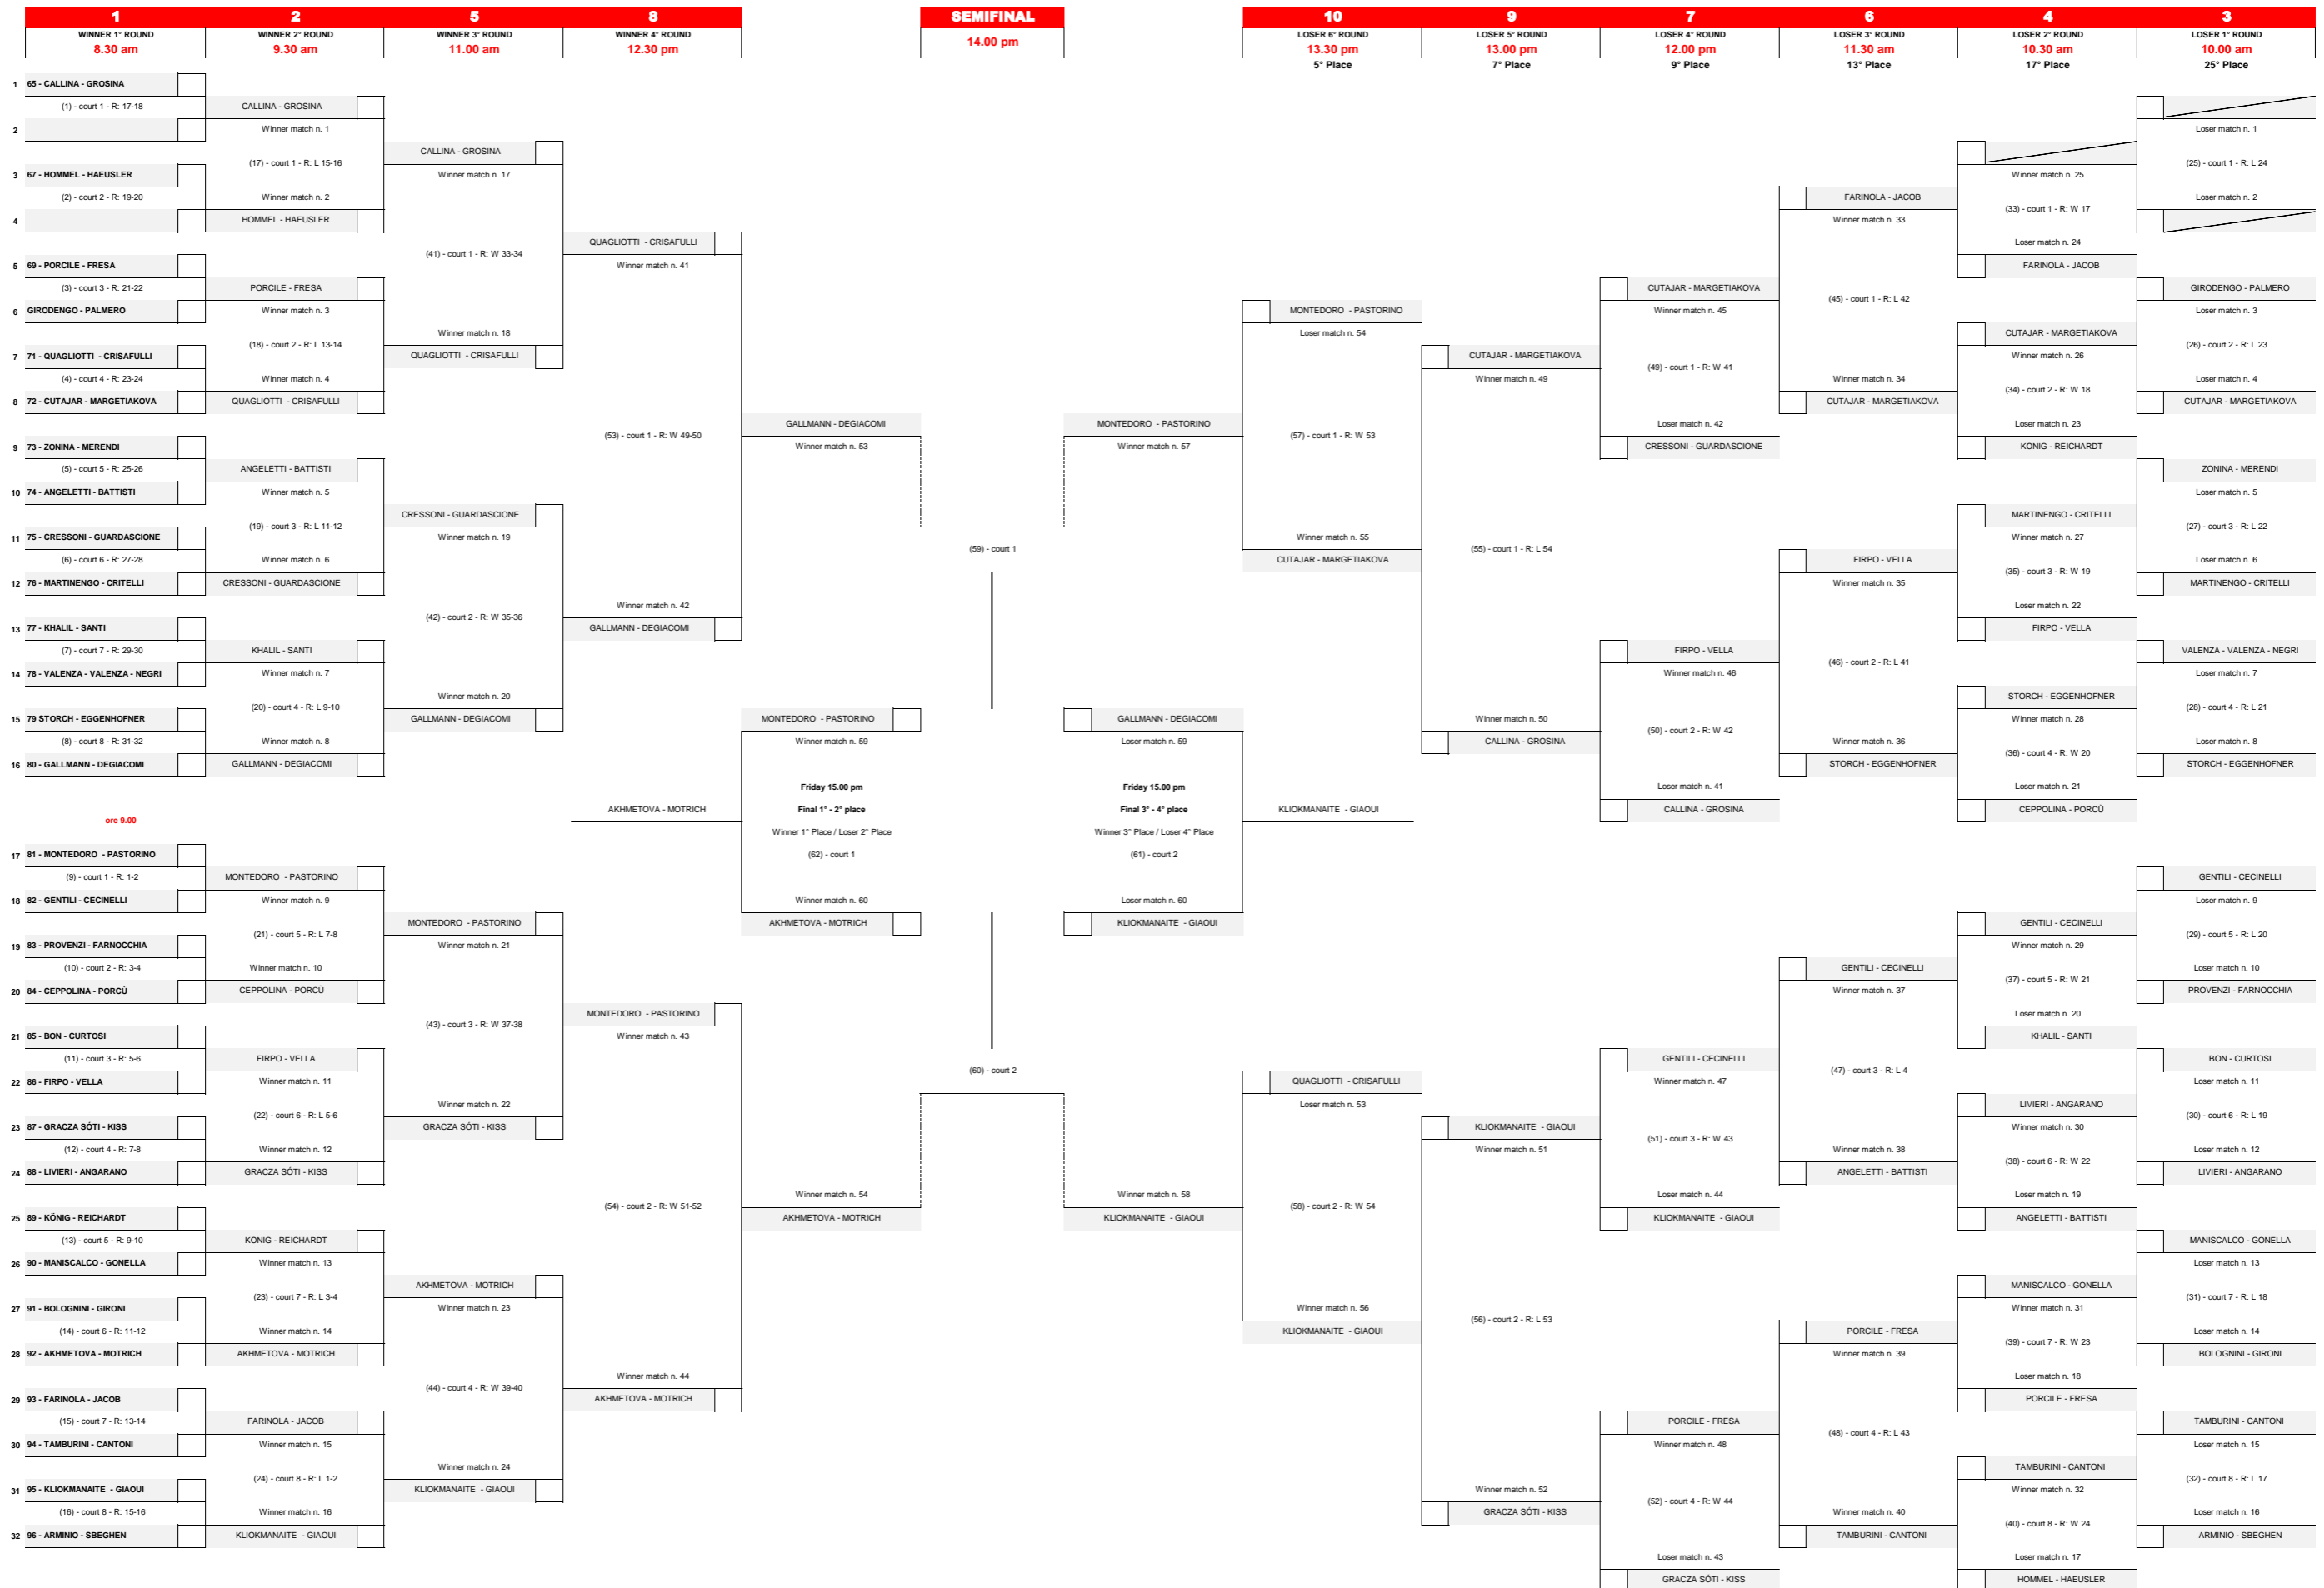 1 2 5 8 SEMIFINAL 10 9 7 6 4 3
WINNER 1° ROUND WINNER 2° ROUND WINNER 3° ROUND WINNER 4° ROUND LOSER 6° ROUND LOSER 5° ROUND LOSER 4° ROUND LOSER 3° ROUND LOSER 2° ROUND LOSER 1° ROUND
8.30 am 9.30 am 11.00 am 12.30 pm 14.00 pm 13.30 pm 13.00 pm 12.00 pm 11.30 am 10.30 am 10.00 am
5° Place 7° Place 9° Place 13° Place 17° Place 25° Place
1 65 - CALLINA - GROSINA
(1) - court 1 - R: 17-18 CALLINA - GROSINA
2 Winner match n. 1 Loser match n. 1
CALLINA - GROSINA
(17) - court 1 - R: L 15-16 (25) - court 1 - R: L 24
3 67 - HOMMEL - HAEUSLER Winner match n. 17 Winner match n. 25
(2) - court 2 - R: 19-20 Winner match n. 2 FARINOLA - JACOB Loser match n. 2
(33) - court 1 - R: W 17
4 HOMMEL - HAEUSLER Winner match n. 33
QUAGLIOTTI - CRISAFULLI Loser match n. 24
(41) - court 1 - R: W 33-34
5 69 - PORCILE - FRESA Winner match n. 41 FARINOLA - JACOB
(3) - court 3 - R: 21-22 PORCILE - FRESA CUTAJAR - MARGETIAKOVA GIRODENGO - PALMERO
(45) - court 1 - R: L 42
6 GIRODENGO - PALMERO Winner match n. 3 MONTEDORO - PASTORINO Winner match n. 45 Loser match n. 3
Winner match n. 18 Loser match n. 54 CUTAJAR - MARGETIAKOVA
(18) - court 2 - R: L 13-14 (26) - court 2 - R: L 23
7 71 - QUAGLIOTTI - CRISAFULLI QUAGLIOTTI - CRISAFULLI CUTAJAR - MARGETIAKOVA Winner match n. 26
(49) - court 1 - R: W 41
(4) - court 4 - R: 23-24 Winner match n. 4 Winner match n. 49 Winner match n. 34 Loser match n. 4
(34) - court 2 - R: W 18
8 72 - CUTAJAR - MARGETIAKOVA QUAGLIOTTI - CRISAFULLI CUTAJAR - MARGETIAKOVA CUTAJAR - MARGETIAKOVA
GALLMANN - DEGIACOMI MONTEDORO - PASTORINO Loser match n. 42 Loser match n. 23
(53) - court 1 - R: W 49-50 (57) - court 1 - R: W 53
9 73 - ZONINA - MERENDI Winner match n. 53 Winner match n. 57 CRESSONI - GUARDASCIONE KÖNIG - REICHARDT
(5) - court 5 - R: 25-26 ANGELETTI - BATTISTI ZONINA - MERENDI
10 74 - ANGELETTI - BATTISTI Winner match n. 5 Loser match n. 5
CRESSONI - GUARDASCIONE MARTINENGO - CRITELLI
(19) - court 3 - R: L 11-12 (27) - court 3 - R: L 22
11 75 - CRESSONI - GUARDASCIONE Winner match n. 19 Winner match n. 55 Winner match n. 27
(59) - court 1 (55) - court 1 - R: L 54
(6) - court 6 - R: 27-28 Winner match n. 6 CUTAJAR - MARGETIAKOVA FIRPO - VELLA Loser match n. 6
(35) - court 3 - R: W 19
12 76 - MARTINENGO - CRITELLI CRESSONI - GUARDASCIONE Winner match n. 35 MARTINENGO - CRITELLI
Winner match n. 42 Loser match n. 22
(42) - court 2 - R: W 35-36
13 77 - KHALIL - SANTI GALLMANN - DEGIACOMI FIRPO - VELLA
(7) - court 7 - R: 29-30 KHALIL - SANTI FIRPO - VELLA VALENZA - VALENZA - NEGRI
(46) - court 2 - R: L 41
14 78 - VALENZA - VALENZA - NEGRI Winner match n. 7 Winner match n. 46 Loser match n. 7
Winner match n. 20 STORCH - EGGENHOFNER
(20) - court 4 - R: L 9-10 (28) - court 4 - R: L 21
15 79 STORCH - EGGENHOFNER GALLMANN - DEGIACOMI MONTEDORO - PASTORINO GALLMANN - DEGIACOMI Winner match n. 50 Winner match n. 28
(50) - court 2 - R: W 42
(8) - court 8 - R: 31-32 Winner match n. 8 Winner match n. 59 Loser match n. 59 CALLINA - GROSINA Winner match n. 36 Loser match n. 8
(36) - court 4 - R: W 20
16 80 - GALLMANN - DEGIACOMI GALLMANN - DEGIACOMI STORCH - EGGENHOFNER STORCH - EGGENHOFNER
Friday 15.00 pm Friday 15.00 pm Loser match n. 41 Loser match n. 21
AKHMETOVA - MOTRICH Final 1° - 2° place Final 3° - 4° place KLIOKMANAITE - GIAOUI CALLINA - GROSINA CEPPOLINA - PORCÙ
ore 9.00
Winner 1° Place / Loser 2° Place Winner 3° Place / Loser 4° Place
17 81 - MONTEDORO - PASTORINO (62) - court 1 (61) - court 2
(9) - court 1 - R: 1-2 MONTEDORO - PASTORINO GENTILI - CECINELLI
18 82 - GENTILI - CECINELLI Winner match n. 9 Winner match n. 60 Loser match n. 60 Loser match n. 9
MONTEDORO - PASTORINO AKHMETOVA - MOTRICH KLIOKMANAITE - GIAOUI GENTILI - CECINELLI
(21) - court 5 - R: L 7-8 (29) - court 5 - R: L 20
19 83 - PROVENZI - FARNOCCHIA Winner match n. 21 Winner match n. 29
(10) - court 2 - R: 3-4 Winner match n. 10 GENTILI - CECINELLI Loser match n. 10
(37) - court 5 - R: W 21
20 84 - CEPPOLINA - PORCÙ CEPPOLINA - PORCÙ Winner match n. 37 PROVENZI - FARNOCCHIA
MONTEDORO - PASTORINO Loser match n. 20
(43) - court 3 - R: W 37-38
21 85 - BON - CURTOSI Winner match n. 43 KHALIL - SANTI
(11) - court 3 - R: 5-6 FIRPO - VELLA GENTILI - CECINELLI BON - CURTOSI
(60) - court 2 (47) - court 3 - R: L 4
22 86 - FIRPO - VELLA Winner match n. 11 QUAGLIOTTI - CRISAFULLI Winner match n. 47 Loser match n. 11
Winner match n. 22 Loser match n. 53 LIVIERI - ANGARANO
(22) - court 6 - R: L 5-6 (30) - court 6 - R: L 19
23 87 - GRACZA SÓTI - KISS GRACZA SÓTI - KISS KLIOKMANAITE - GIAOUI Winner match n. 30
(51) - court 3 - R: W 43
(12) - court 4 - R: 7-8 Winner match n. 12 Winner match n. 51 Winner match n. 38 Loser match n. 12
(38) - court 6 - R: W 22
24 88 - LIVIERI - ANGARANO GRACZA SÓTI - KISS ANGELETTI - BATTISTI LIVIERI - ANGARANO
Winner match n. 54 Winner match n. 58 Loser match n. 44 Loser match n. 19
(54) - court 2 - R: W 51-52 (58) - court 2 - R: W 54
25 89 - KÖNIG - REICHARDT AKHMETOVA - MOTRICH KLIOKMANAITE - GIAOUI KLIOKMANAITE - GIAOUI ANGELETTI - BATTISTI
(13) - court 5 - R: 9-10 KÖNIG - REICHARDT MANISCALCO - GONELLA
26 90 - MANISCALCO - GONELLA Winner match n. 13 Loser match n. 13
AKHMETOVA - MOTRICH MANISCALCO - GONELLA
(23) - court 7 - R: L 3-4 (31) - court 7 - R: L 18
27 91 - BOLOGNINI - GIRONI Winner match n. 23 Winner match n. 56 Winner match n. 31
(56) - court 2 - R: L 53
(14) - court 6 - R: 11-12 Winner match n. 14 KLIOKMANAITE - GIAOUI PORCILE - FRESA Loser match n. 14
(39) - court 7 - R: W 23
28 92 - AKHMETOVA - MOTRICH AKHMETOVA - MOTRICH Winner match n. 39 BOLOGNINI - GIRONI
Winner match n. 44 Loser match n. 18
(44) - court 4 - R: W 39-40
29 93 - FARINOLA - JACOB AKHMETOVA - MOTRICH PORCILE - FRESA
(15) - court 7 - R: 13-14 FARINOLA - JACOB PORCILE - FRESA TAMBURINI - CANTONI
(48) - court 4 - R: L 43
30 94 - TAMBURINI - CANTONI Winner match n. 15 Winner match n. 48 Loser match n. 15
Winner match n. 24 TAMBURINI - CANTONI
(24) - court 8 - R: L 1-2 (32) - court 8 - R: L 17
31 95 - KLIOKMANAITE - GIAOUI KLIOKMANAITE - GIAOUI Winner match n. 52 Winner match n. 32
(52) - court 4 - R: W 44
(16) - court 8 - R: 15-16 Winner match n. 16 GRACZA SÓTI - KISS Winner match n. 40 Loser match n. 16
(40) - court 8 - R: W 24
32 96 - ARMINIO - SBEGHEN KLIOKMANAITE - GIAOUI TAMBURINI - CANTONI ARMINIO - SBEGHEN
Loser match n. 43 Loser match n. 17
GRACZA SÓTI - KISS HOMMEL - HAEUSLER